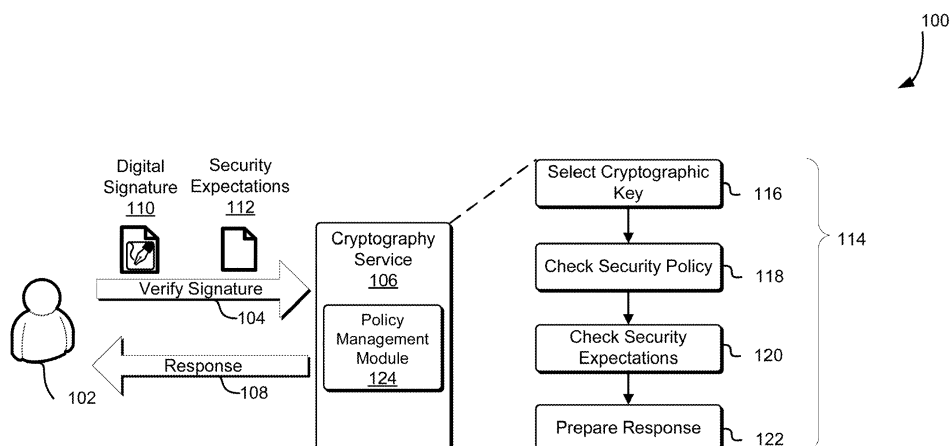 100
Digital
Signature
110
Security
Expectations
112
Verify Signature
104
Response
108
102
Cryptography
Service
106
Policy
Management
Module
124
Select Cryptographic
Key
116
Check Security Policy
118
Check Security
Expectations
120
Prepare Response
122
114